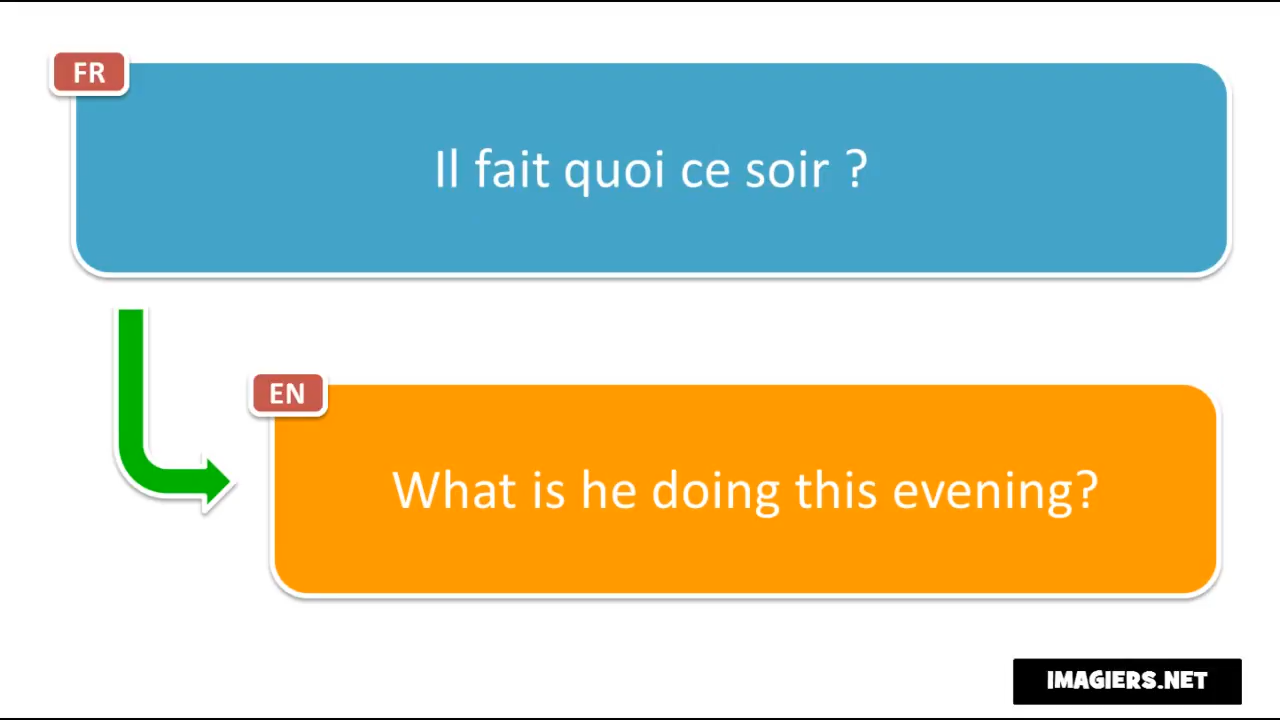 FR
Il fait quoi ce soir ?
EN
What is he doing this evening?
IMAGIERS.NET